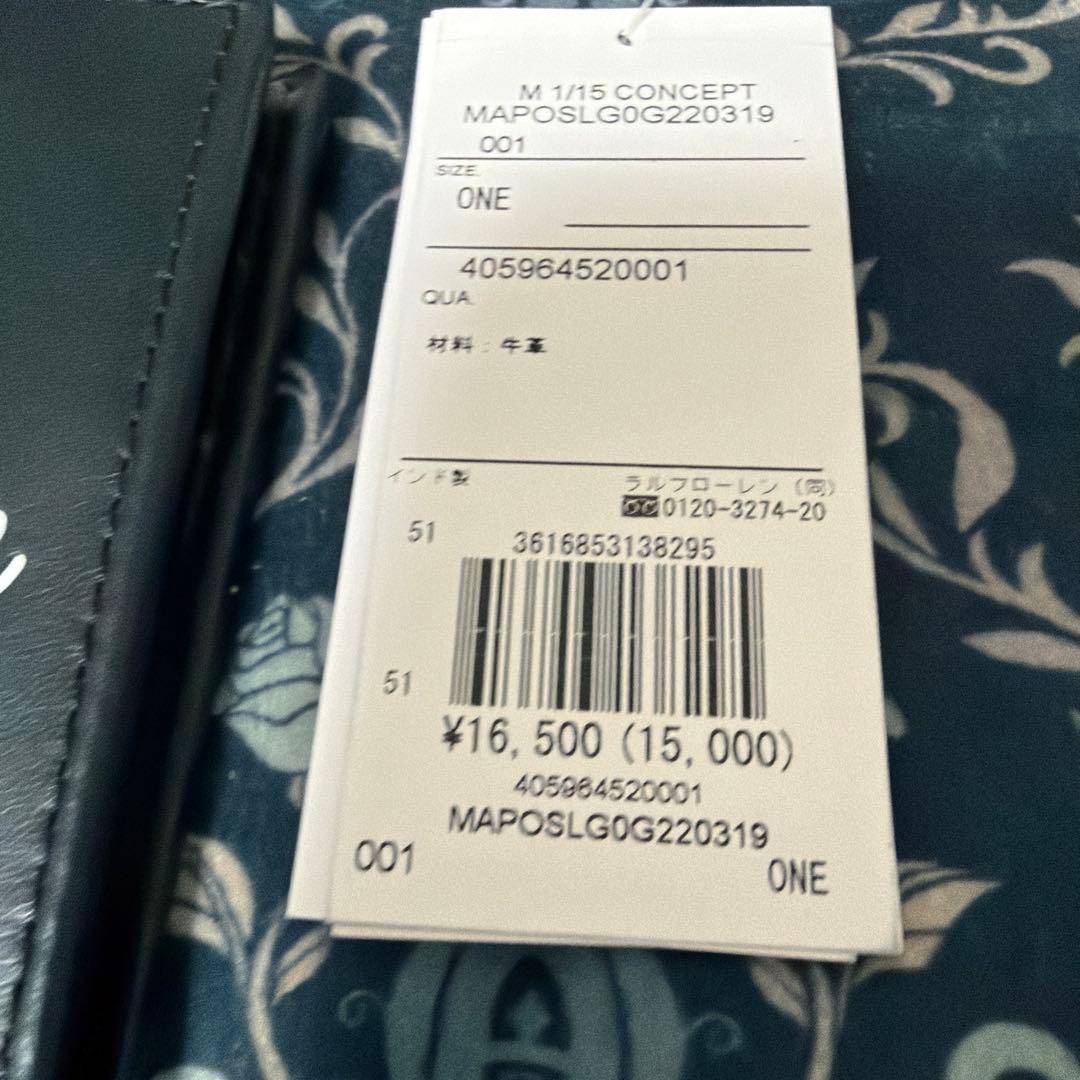 M 1/15 CONCEPT
MAPOSLG0G220319
001
SIZE.
ONE
405964520001
QUA.
材料 : 牛革
インド製
ラルフローレン (同)
0120-3274-20
51
3616853138295
51
¥16,500 (15,000)
405964520001
MAPOSLG0G220319
001
ONE